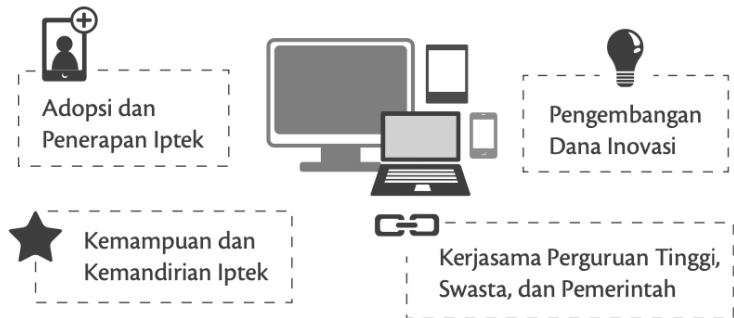 Adopsi dan
Penerapan Iptek
Pengembangan
Dana Inovasi
Kemampuan dan
Kemandirian Iptek
Kerjasama Perguruan Tinggi,
Swasta, dan Pemerintah